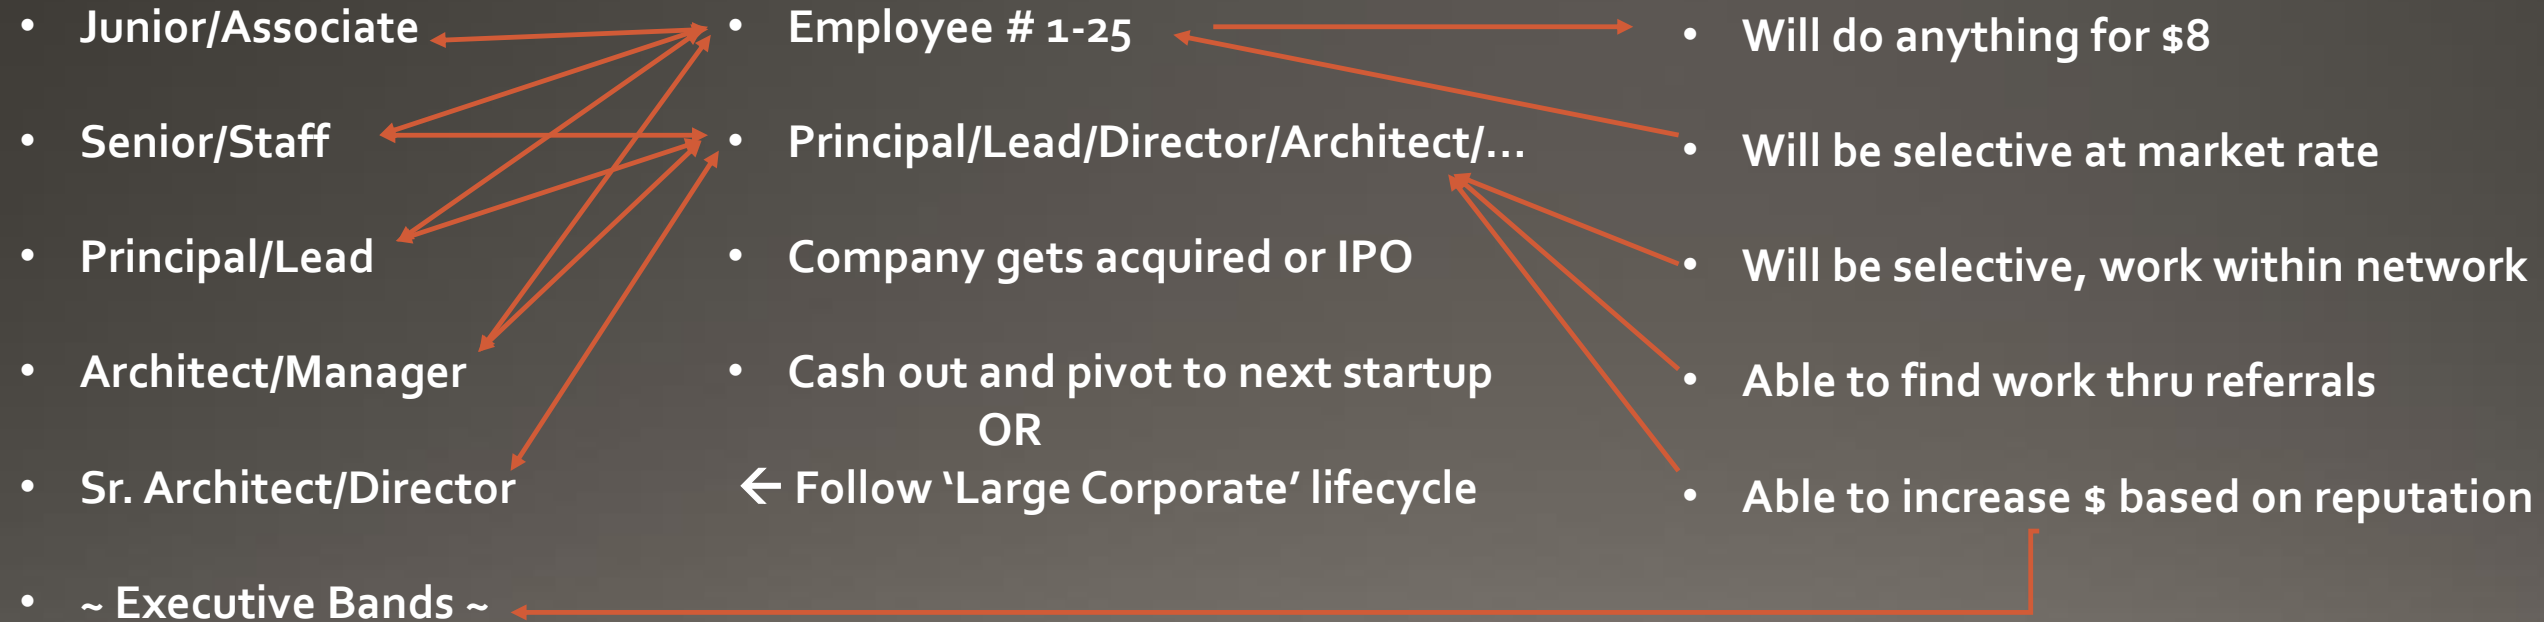 • Junior/Associate
• Senior/Staff
• Principal/Lead
• Architect/Manager
• Sr. Architect/Director
• ~ Executive Bands ~
• Employee # 1-25
• Principal/Lead/Director/Architect/…
• Company gets acquired or IPO
• Cash out and pivot to next startup
OR
← Follow ‘Large Corporate’ lifecycle
• Will do anything for $8
• Will be selective at market rate
• Will be selective, work within network
• Able to find work thru referrals
• Able to increase $ based on reputation